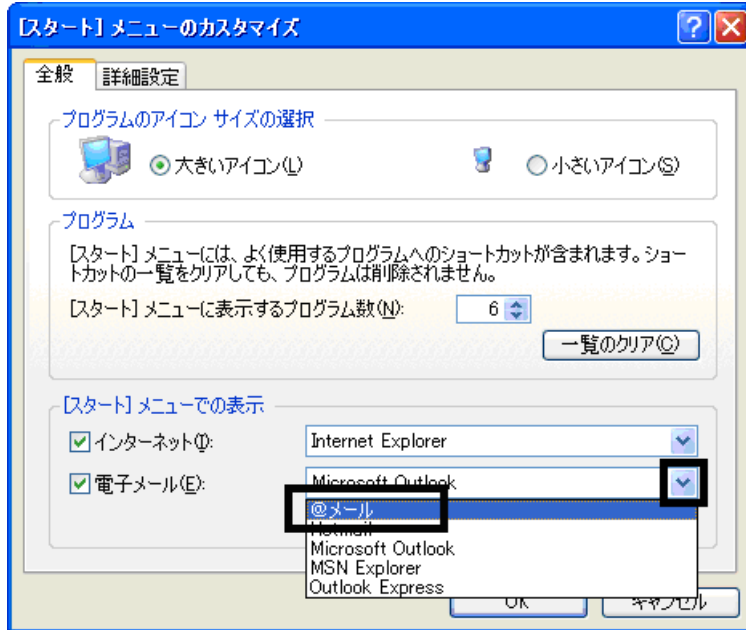 [スタート] メニューのカスタマイズ
全般
詳細設定
プログラムのアイコン サイズの選択
大きいアイコン(L)
小さいアイコン(S)
プログラム
[スタート] メニューには、よく使用するプログラムへのショートカットが含まれます。ショー
トカットの一覧をクリアしても、プログラムは削除されません。
[スタート] メニューに表示するプログラム数(N):
6
一覧のクリア(C)
[スタート] メニューでの表示
インターネット(I):
Internet Explorer
電子メール(E):
Microsoft Outlook
@メール
Hotmail
Microsoft Outlook
MSN Explorer
Outlook Express
OK
キャンセル